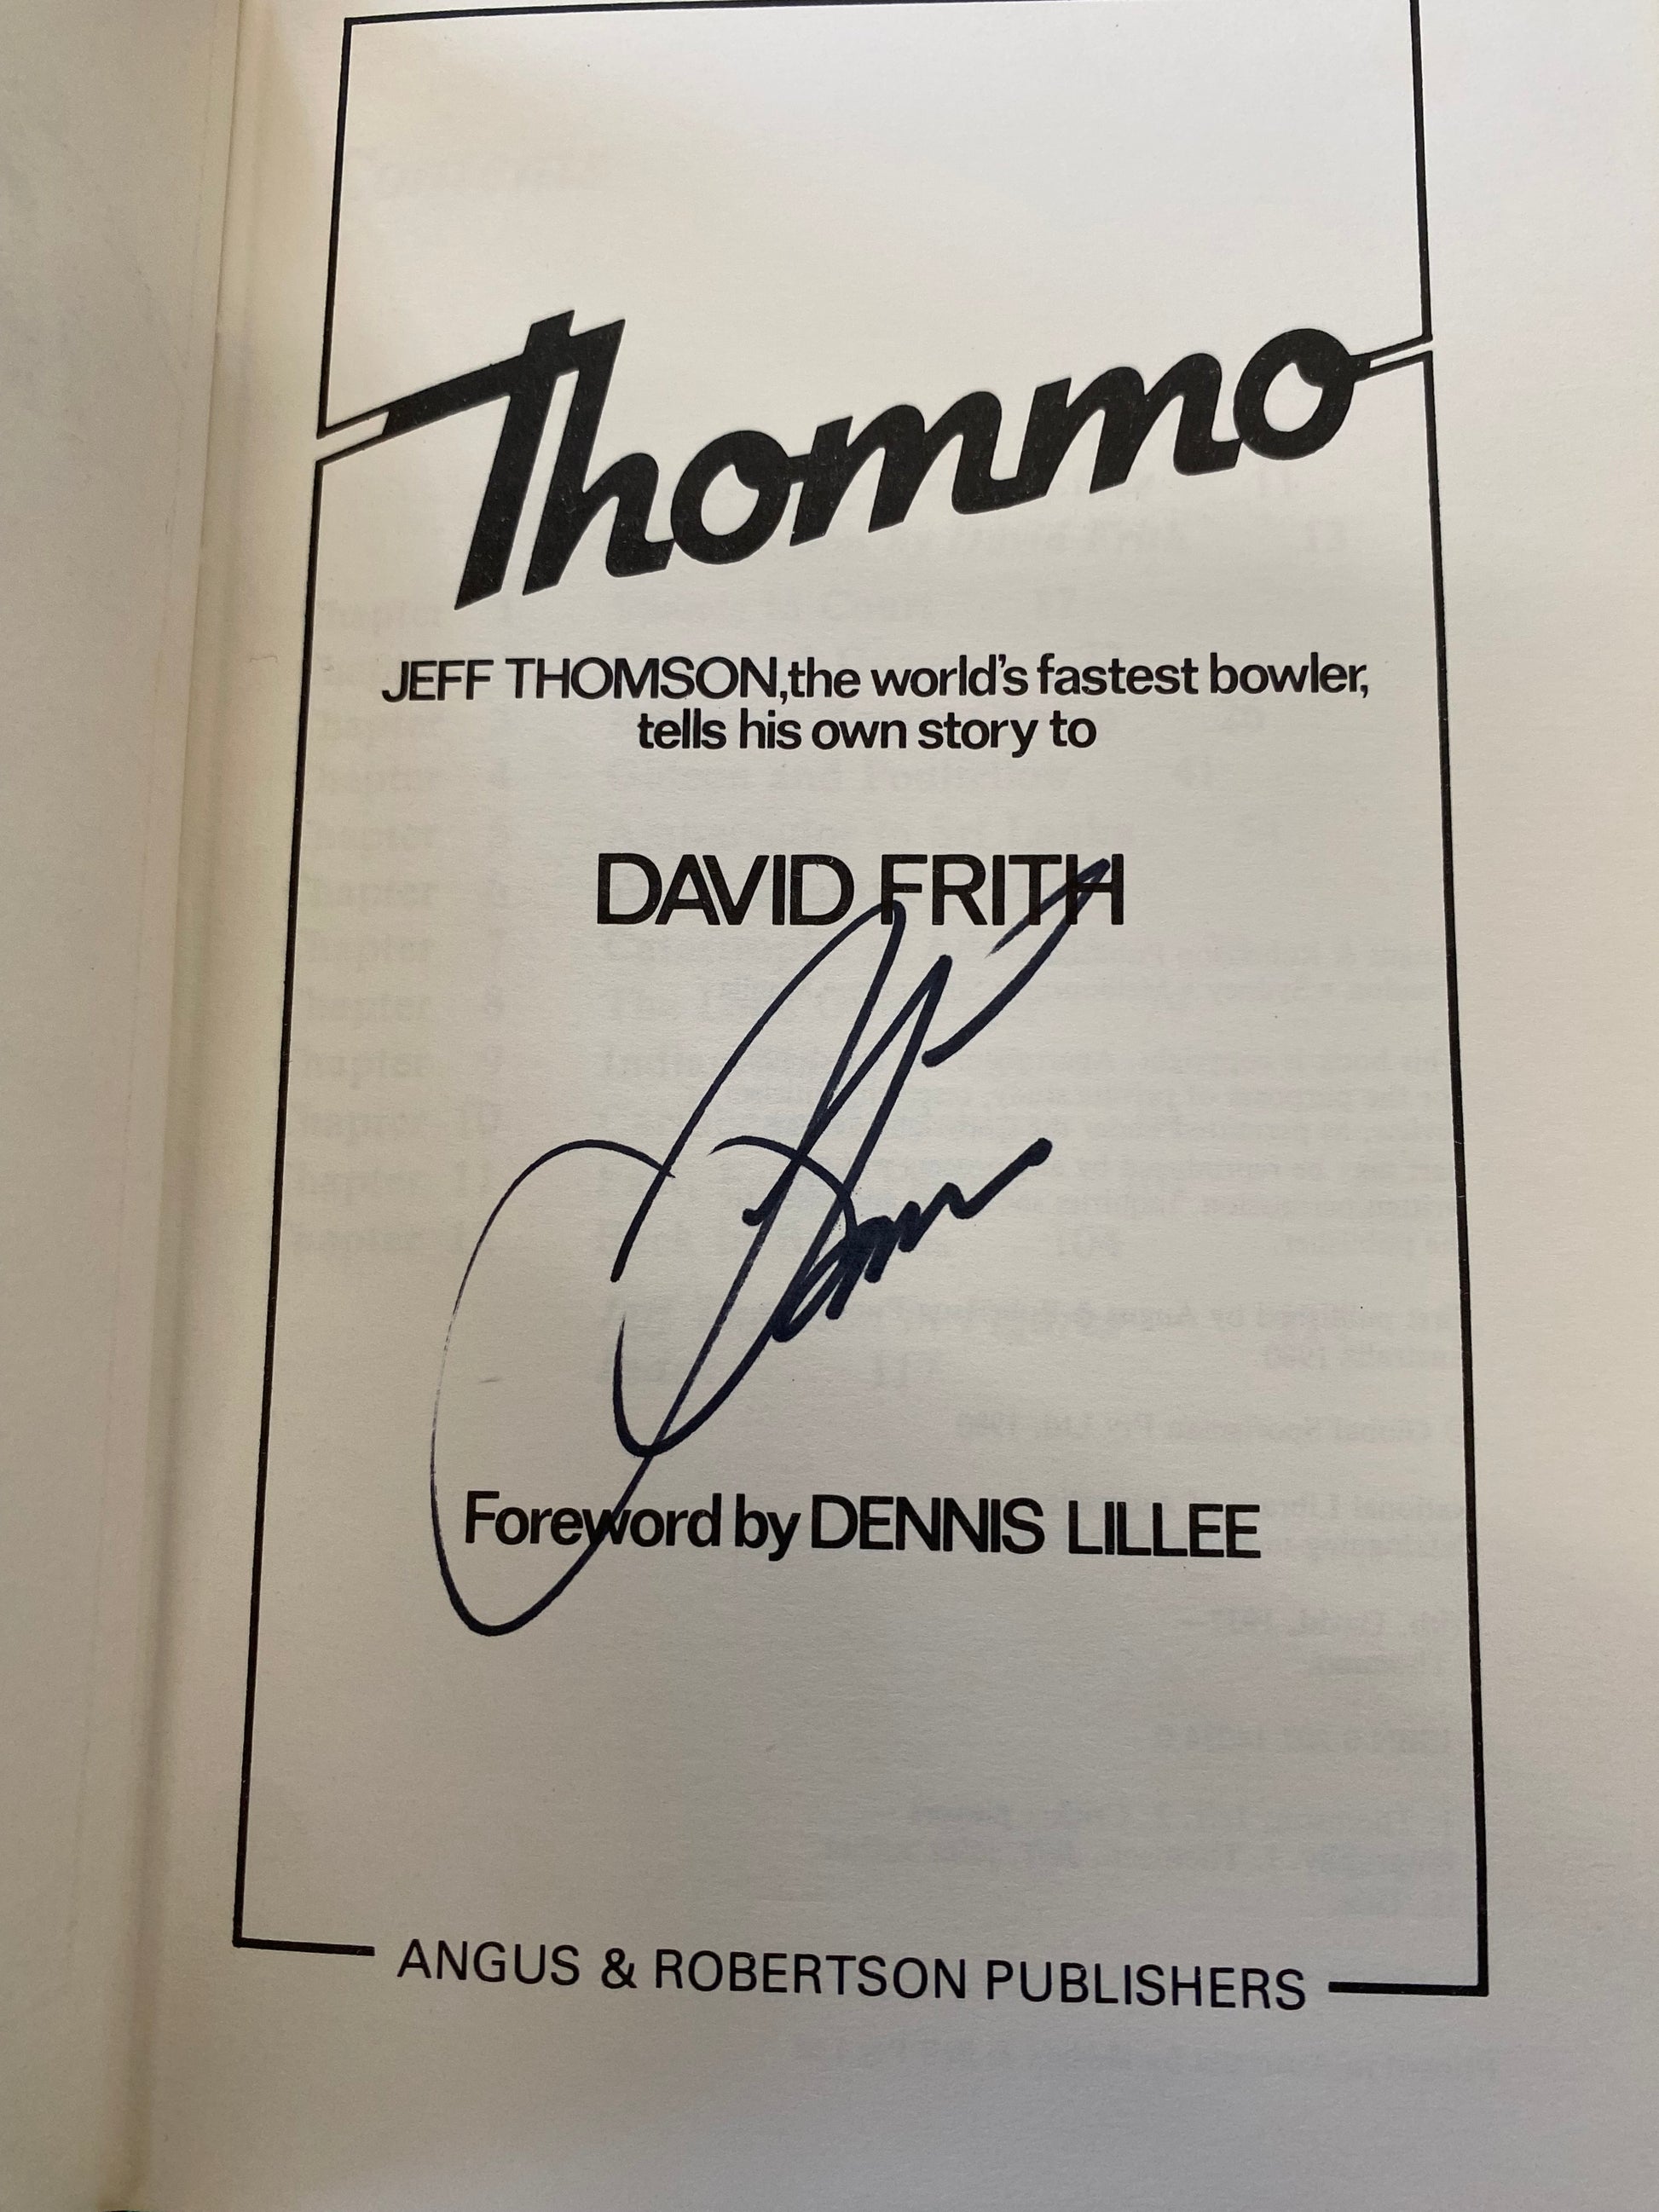 Thommo
JEFF THOMSON, the world's fastest bowler,
tells his own story to
DAVID FRITH
Foreword by DENNIS LILLEE
ANGUS & ROBERTSON PUBLISHERS